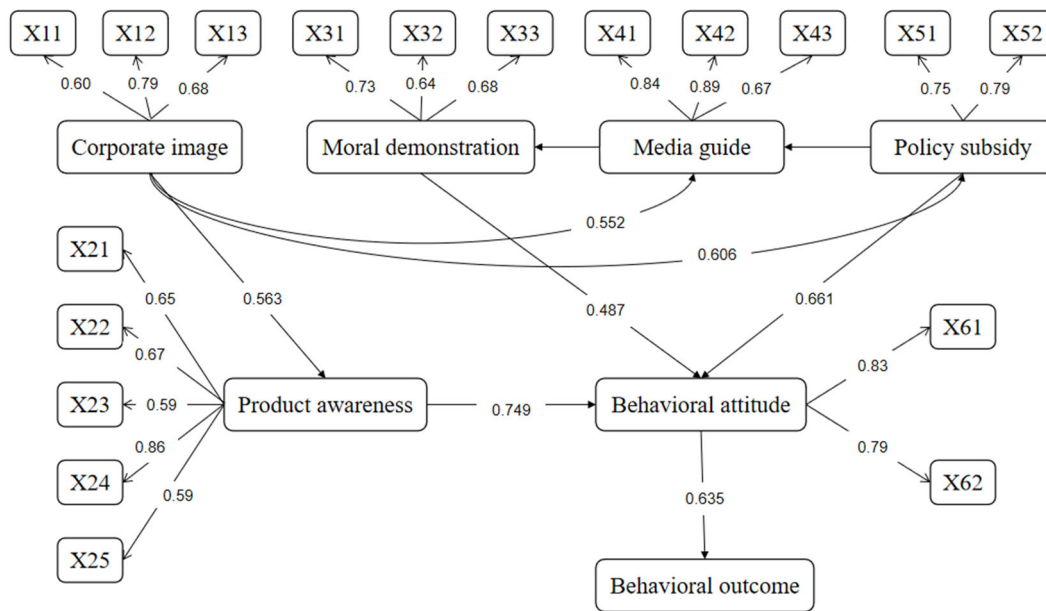 X11 X12 X13 X31 X32 X33 X41 X42 X43 X51 X52
0.60 0.79 0.68 0.73 0.64 0.68 0.84 0.89 0.67 0.75 0.79
Corporate image Moral demonstration Media guide Policy subsidy
0.552
0.606
X21
0.65
0.563
0.487
0.661
X22
0.67
X61
0.83
X23
0.59
Product awareness
0.749
Behavioral attitude
0.86
X24
0.59
0.79
X62
0.635
X25
Behavioral outcome